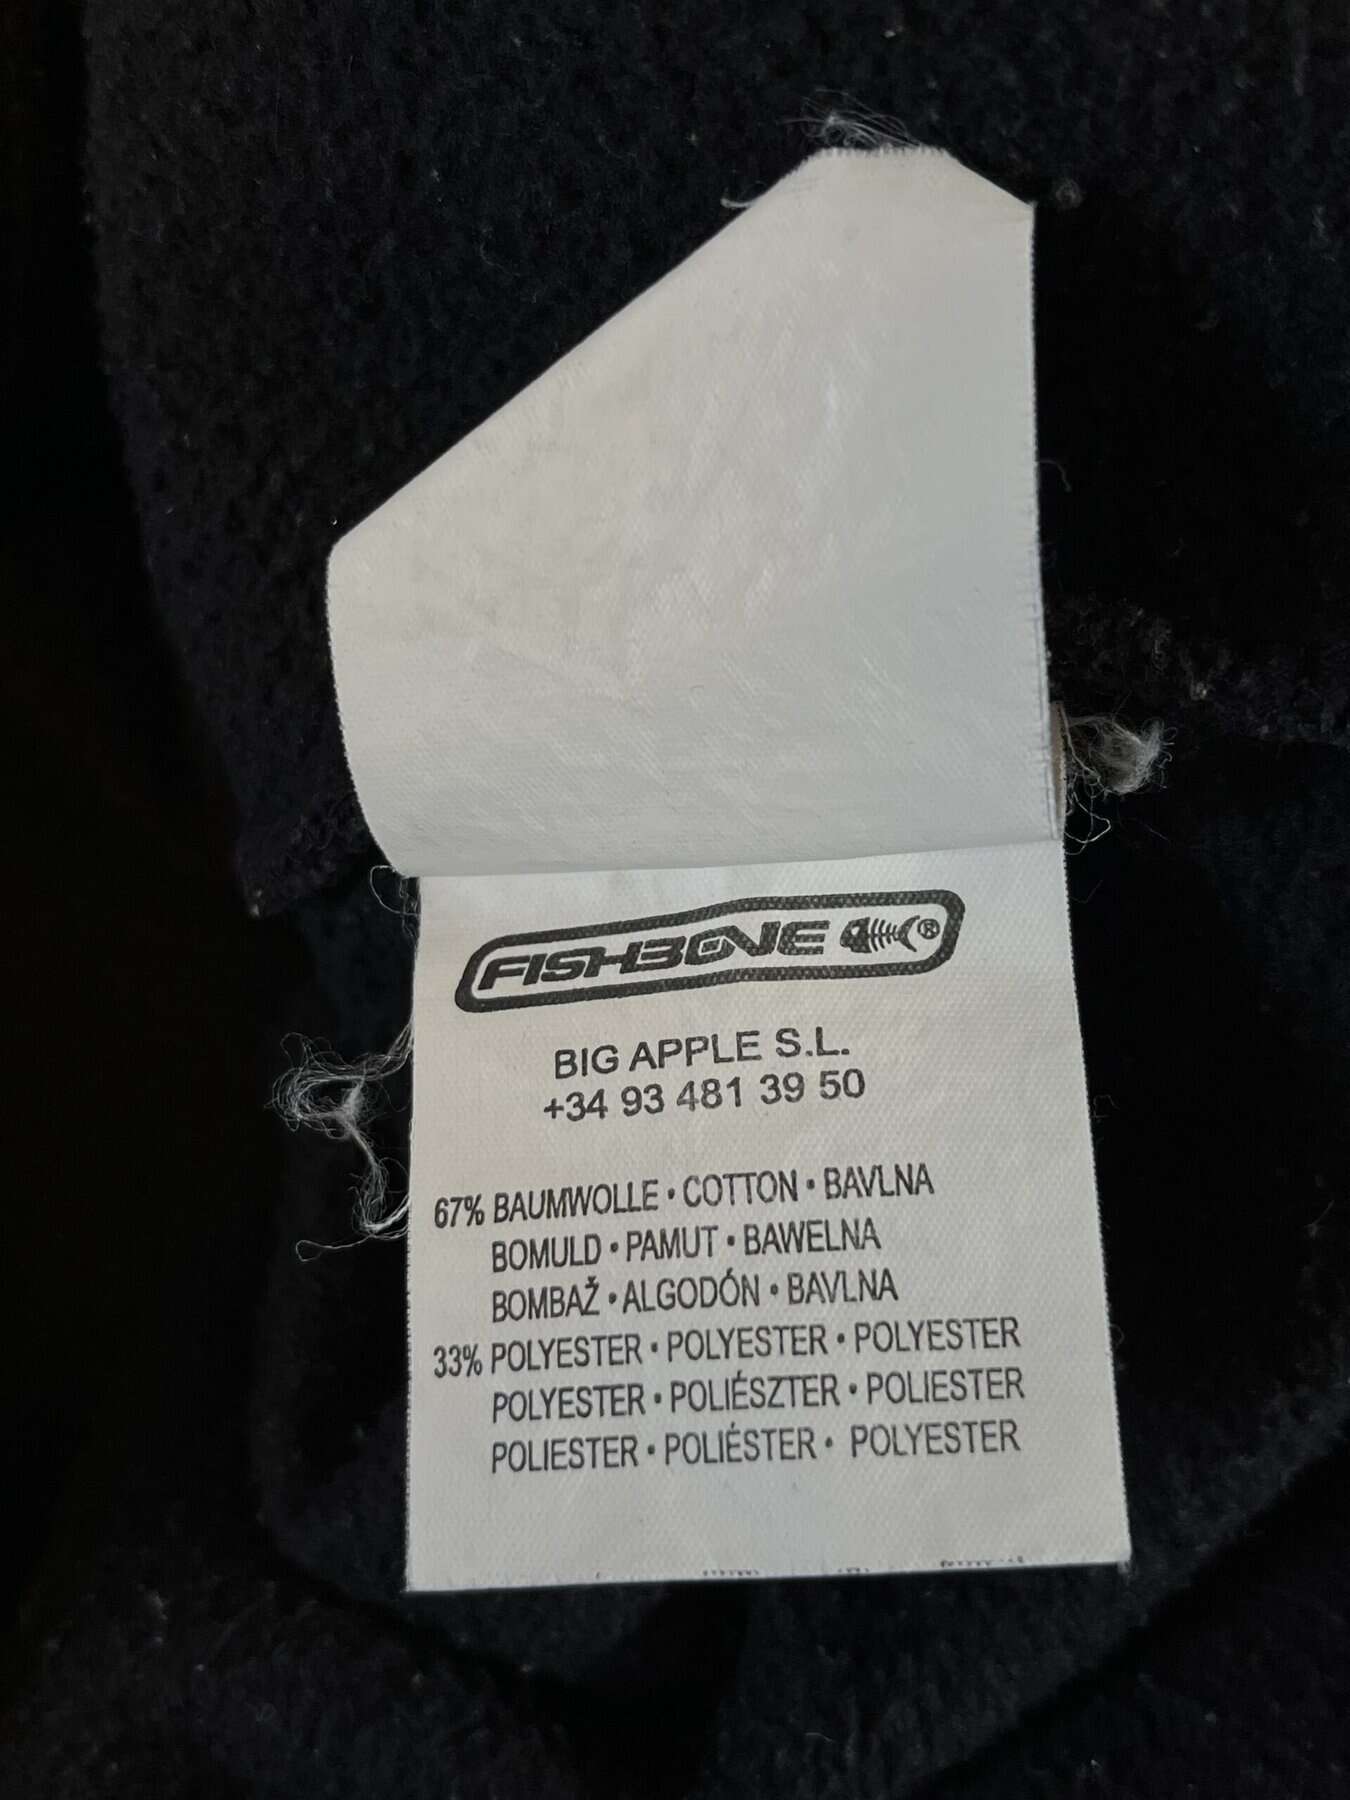 FISHBONE ®
BIG APPLE S.L.
+34 93 481 39 50
67% BAUMWOLLE • COTTON • BAVLNA
BOMULD • PAMUT • BAWELNA
BOMBAŽ • ALGODÓN • BAVLNA
33% POLYESTER • POLYESTER • POLYESTER
POLYESTER • POLIÉSZTER • POLIESTER
POLIESTER • POLIÉSTER • POLYESTER